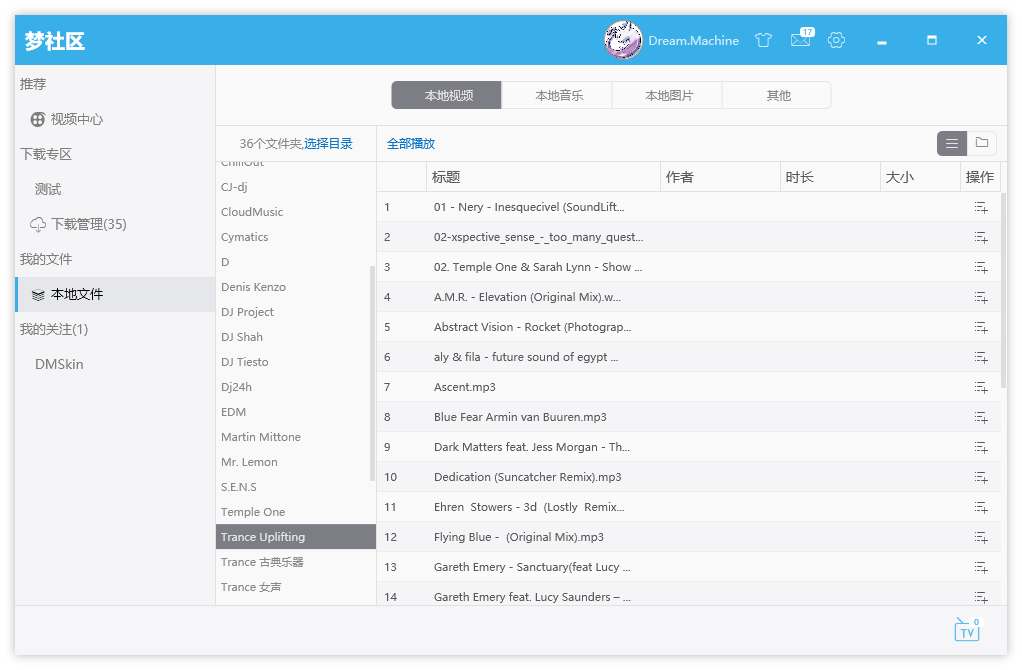 梦社区
Dream.Machine
17
推荐
视频中心
下载专区
测试
下载管理(35)
我的文件
本地文件
我的关注(1)
DMSkin
本地视频
本地音乐
本地图片
其他
36个文件夹,选择目录
全部播放
ChillOut
CJ-dj
CloudMusic
Cymatics
D
Denis Kenzo
DJ Project
DJ Shah
DJ Tiesto
Dj24h
EDM
Martin Mittone
Mr. Lemon
S.E.N.S
Temple One
Trance Uplifting
Trance 古典乐器
Trance 女声
标题 作者 时长 大小 操作
1 01 - Nery - Inesquecivel (SoundLift...
2 02-xspective_sense_-_too_many_quest...
3 02. Temple One & Sarah Lynn - Show ...
4 A.M.R. - Elevation (Original Mix).w...
5 Abstract Vision - Rocket (Photograp...
6 aly & fila - future sound of egypt ...
7 Ascent.mp3
8 Blue Fear Armin van Buuren.mp3
9 Dark Matters feat. Jess Morgan - Th...
10 Dedication (Suncatcher Remix).mp3
11 Ehren  Stowers - 3d  (Lostly  Remix...
12 Flying Blue -  (Original Mix).mp3
13 Gareth Emery - Sanctuary(feat Lucy ...
14 Gareth Emery feat. Lucy Saunders – ...
TV 0